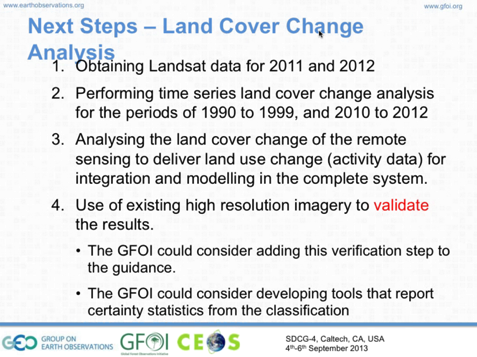 www.earthobservations.org
www.gfoi.org
Next Steps – Land Cover Change
Analysis
1. Obtaining Landsat data for 2011 and 2012
2. Performing time series land cover change analysis
for the periods of 1990 to 1999, and 2010 to 2012
3. Analysing the land cover change of the remote
sensing to deliver land use change (activity data) for
integration and modelling in the complete system.
4. Use of existing high resolution imagery to validate
the results.
• The GFOI could consider adding this verification step to
the guidance.
• The GFOI could consider developing tools that report
certainty statistics from the classification
GEO GROUP ON
EARTH OBSERVATIONS
GFOI
Global Forest Observations Initiative
CEOS
SDCG-4, Caltech, CA, USA
4th-6th September 2013